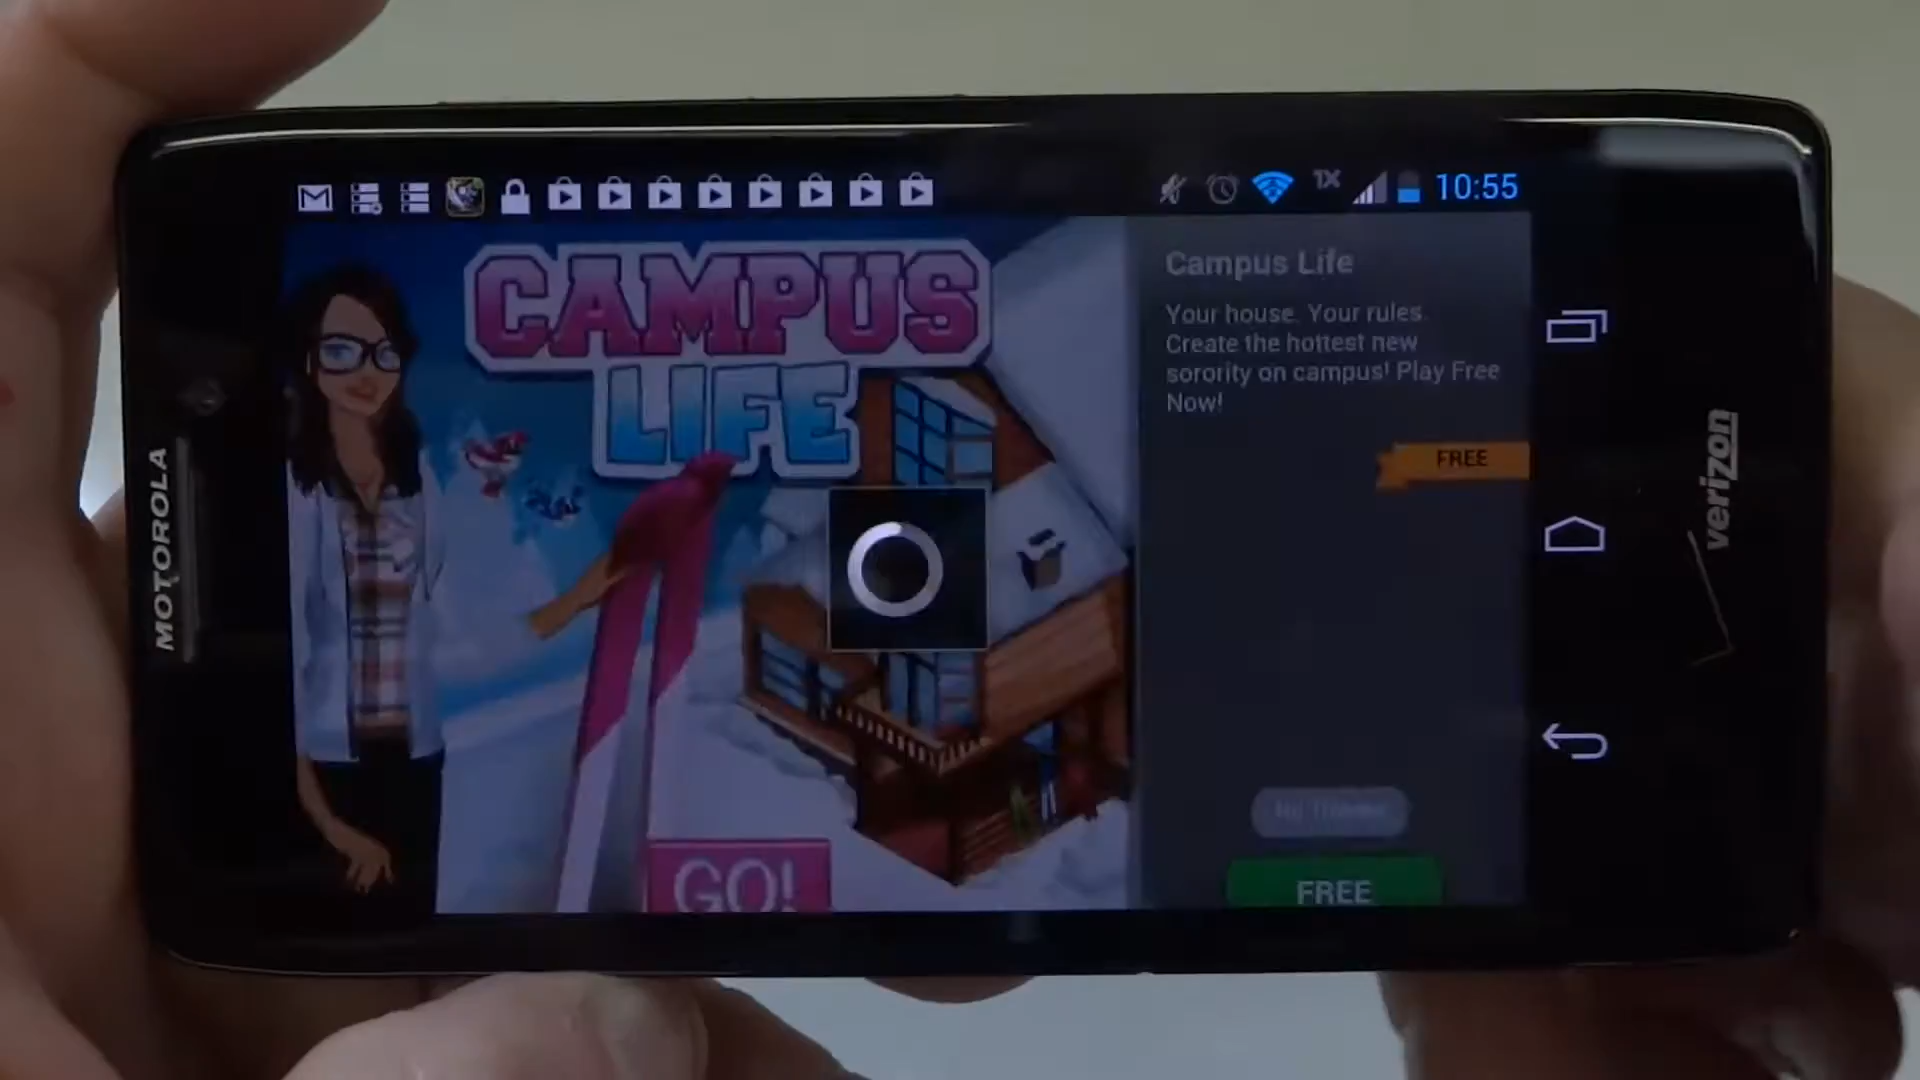 1X
10:55
CAMPUS
LIFE
GO!
Campus Life
Your house. Your rules.
Create the hottest new
sorority on campus! Play Free
Now!
FREE
FREE
MOTOROLA
verizon